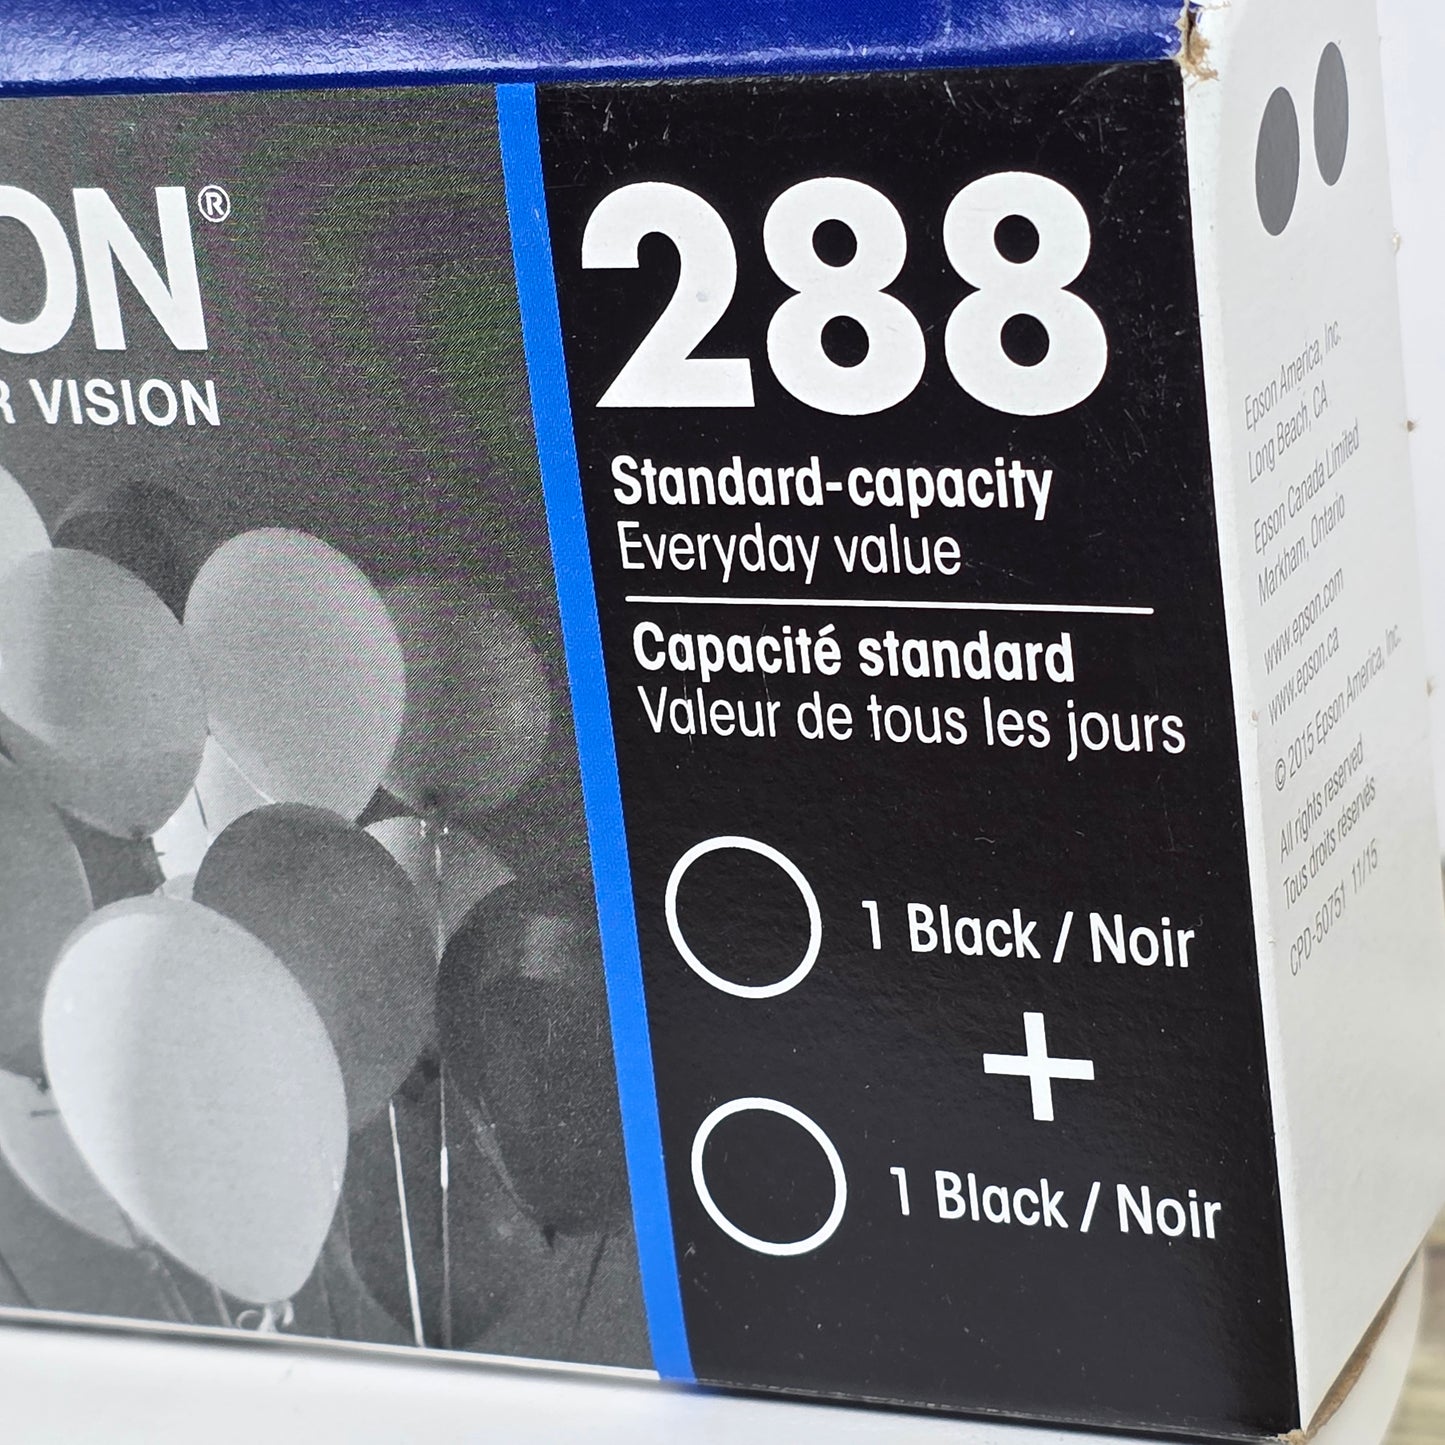 ON®
R VISION
288
Standard-capacity
Everyday value
Capacité standard
Valeur de tous les jours
1 Black / Noir
+
1 Black / Noir
Epson America, Inc.
Long Beach, CA
Epson Canada Limited
Markham, Ontario
www.epson.com
www.epson.ca
© 2015 Epson America, Inc.
All rights reserved
Tous droits réservés
CPD-50751 11/15